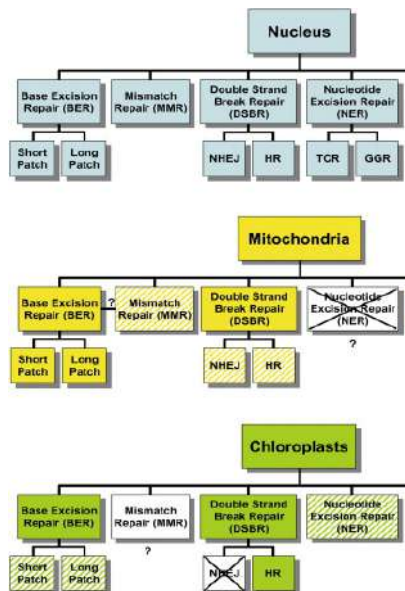 Nucleus
Base Excision
Repair (BER)
Mismatch
Repair (MMR)
Double Strand
Break Repair
(DSBR)
Nucleotide
Excision Repair
(NER)
Short
Patch
Long
Patch
NHEJ
HR
TCR
GGR
Mitochondria
Base Excision
Repair (BER)
?
Mismatch
Repair (MMR)
Double Strand
Break Repair
(DSBR)
Nucleotide
Excision Repair
(NER)
?
Short
Patch
Long
Patch
NHEJ
HR
Chloroplasts
Base Excision
Repair (BER)
Mismatch
Repair (MMR)
?
Double Strand
Break Repair
(DSBR)
Nucleotide
Excision Repair
(NER)
Short
Patch
Long
Patch
NHEJ
HR